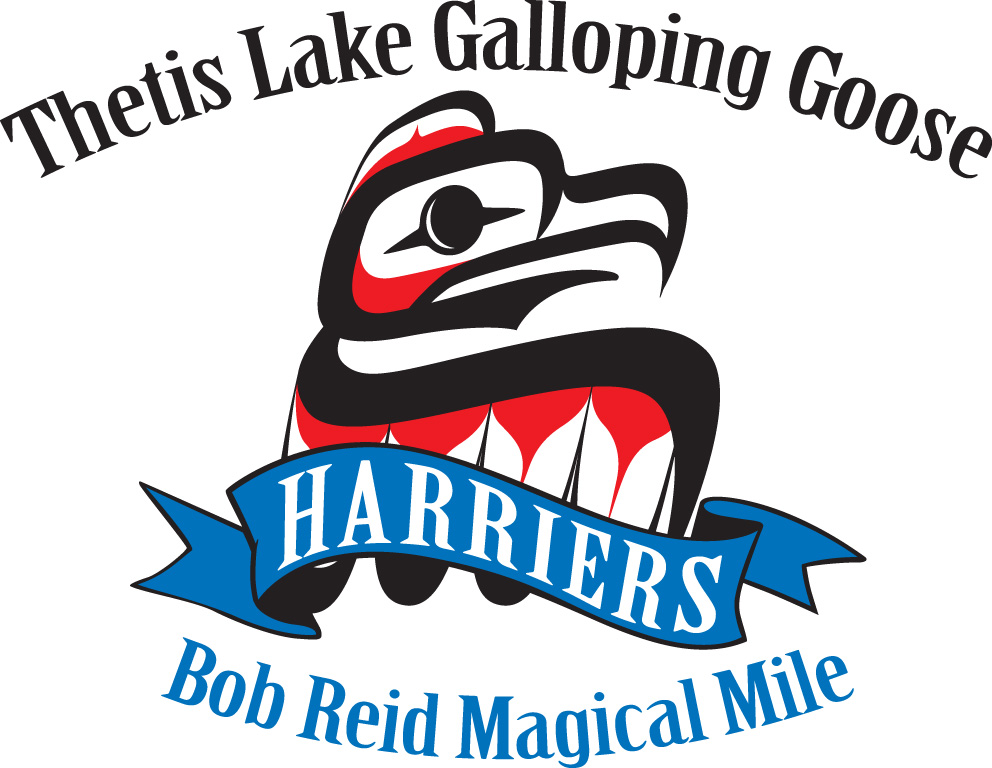 Thetis Lake Galloping Goose
HARRIERS
Bob Reid Magical Mile